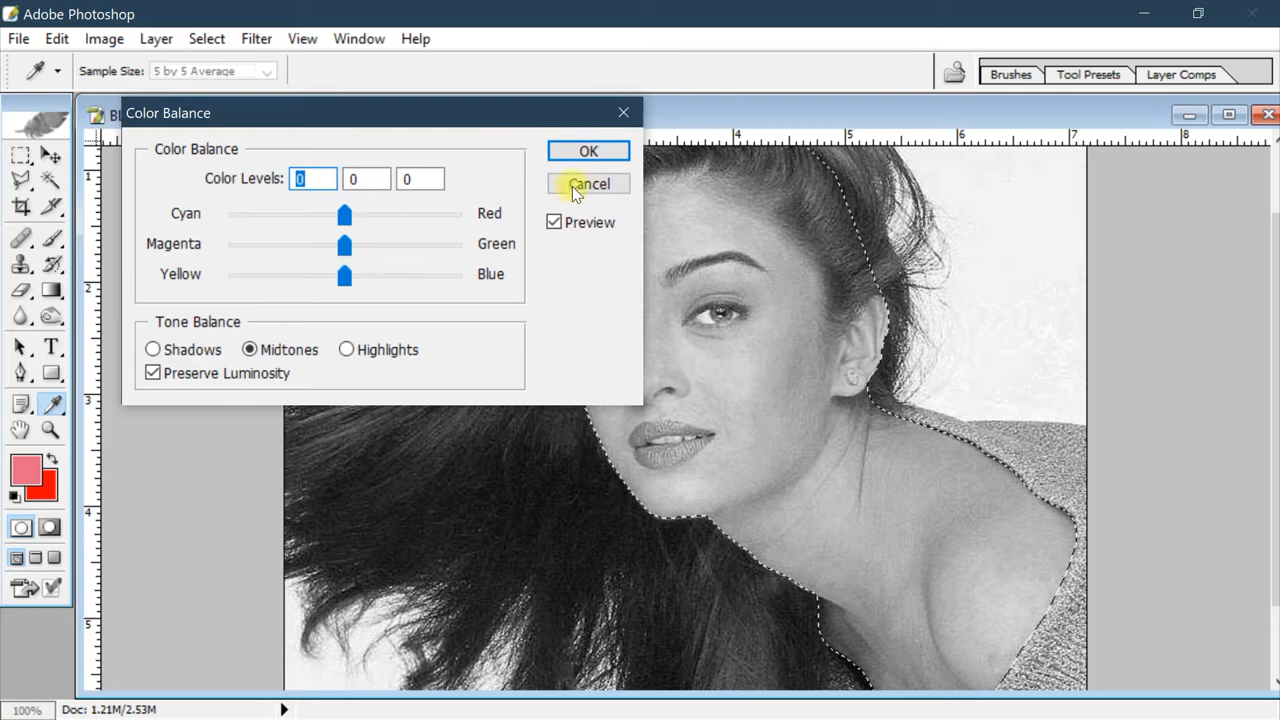 Adobe Photoshop
File Edit Image Layer Select Filter View Window Help
Sample Size: 5 by 5 Average
Brushes Tool Presets Layer Comps
BL
Color Balance
Color Balance
Color Levels: 0 0 0
Cyan Red
Magenta Green
Yellow Blue
Tone Balance
Shadows Midtones Highlights
Preserve Luminosity
OK
Cancel
Preview
4 5 6 7 8
1
2
3
4
5
T
100% Doc: 1.21M/2.53M